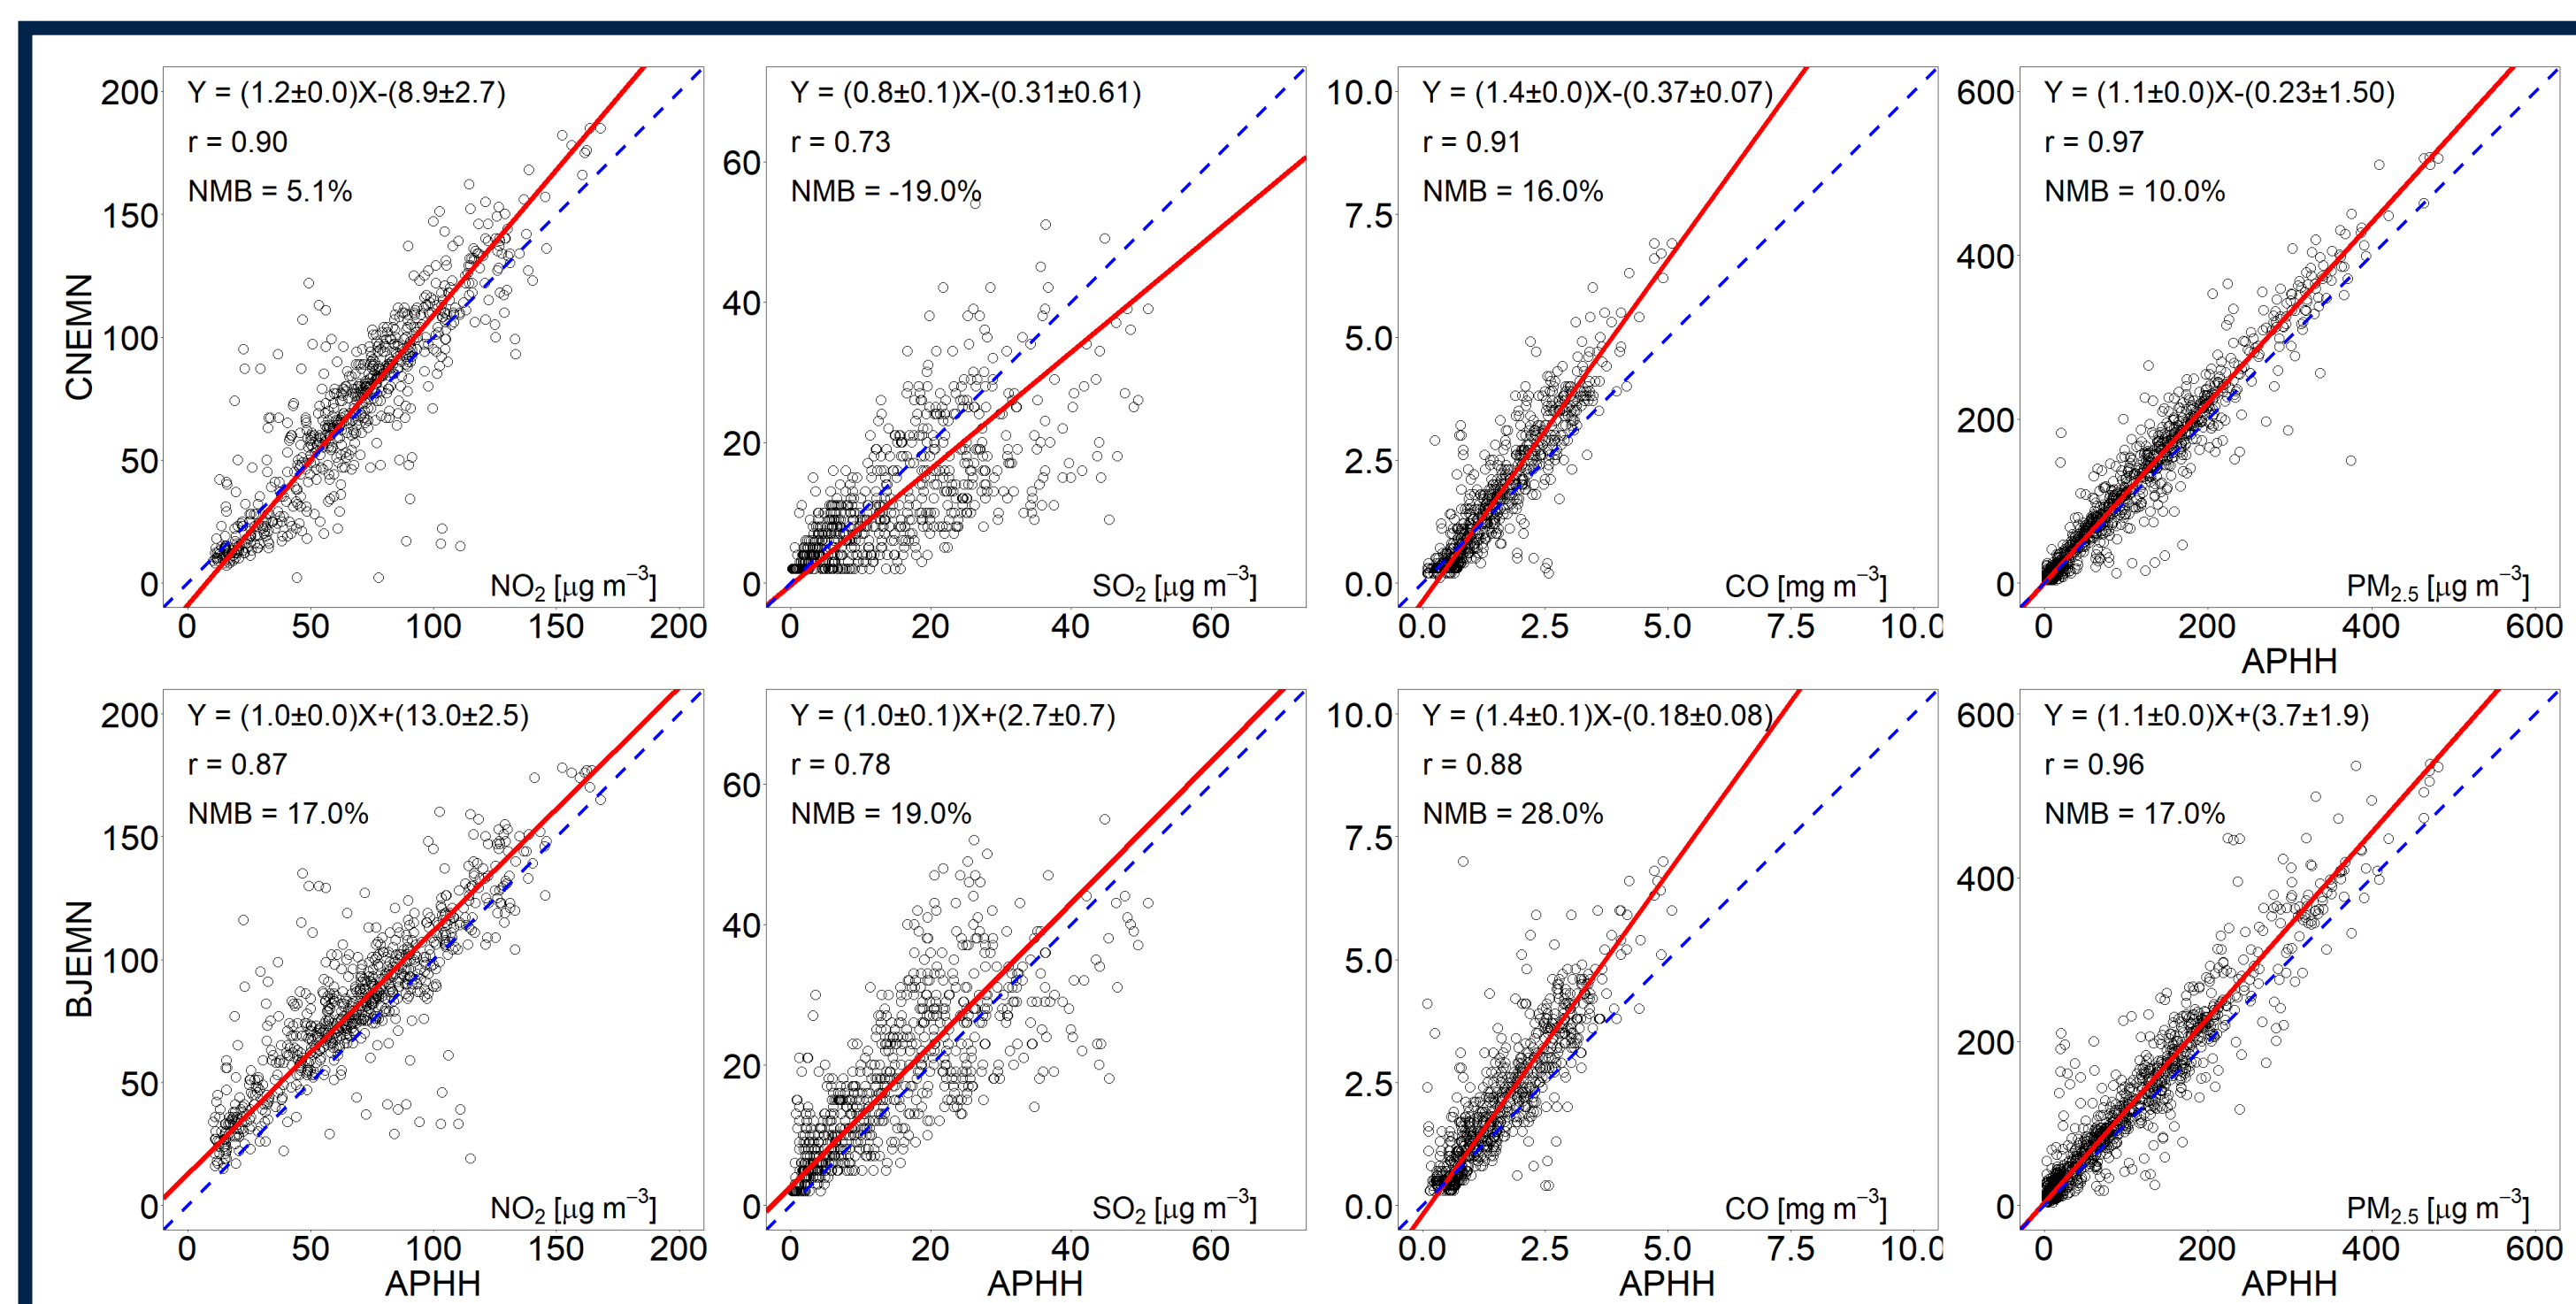 Y = (1.2±0.0)X-(8.9±2.7)
r = 0.90
NMB = 5.1%
200
150
100
50
0
CNEMN
NO₂ [μg m⁻³]
0 50 100 150 200
Y = (0.8±0.1)X-(0.31±0.61)
r = 0.73
NMB = -19.0%
60
40
20
0
SO₂ [μg m⁻³]
0 20 40 60
Y = (1.4±0.0)X-(0.37±0.07)
r = 0.91
NMB = 16.0%
10.0
7.5
5.0
2.5
0.0
CO [mg m⁻³]
0.0 2.5 5.0 7.5 10.0
Y = (1.1±0.0)X-(0.23±1.50)
r = 0.97
NMB = 10.0%
600
400
200
0
PM₂.₅ [μg m⁻³]
0 200 400 600
APHH
Y = (1.0±0.0)X+(13.0±2.5)
r = 0.87
NMB = 17.0%
200
150
100
50
0
BJEMN
NO₂ [μg m⁻³]
0 50 100 150 200
APHH
Y = (1.0±0.1)X+(2.7±0.7)
r = 0.78
NMB = 19.0%
60
40
20
0
SO₂ [μg m⁻³]
0 20 40 60
APHH
Y = (1.4±0.1)X-(0.18±0.08)
r = 0.88
NMB = 28.0%
10.0
7.5
5.0
2.5
0.0
CO [mg m⁻³]
0.0 2.5 5.0 7.5 10.0
APHH
Y = (1.1±0.0)X+(3.7±1.9)
r = 0.96
NMB = 17.0%
600
400
200
0
PM₂.₅ [μg m⁻³]
0 200 400 600
APHH